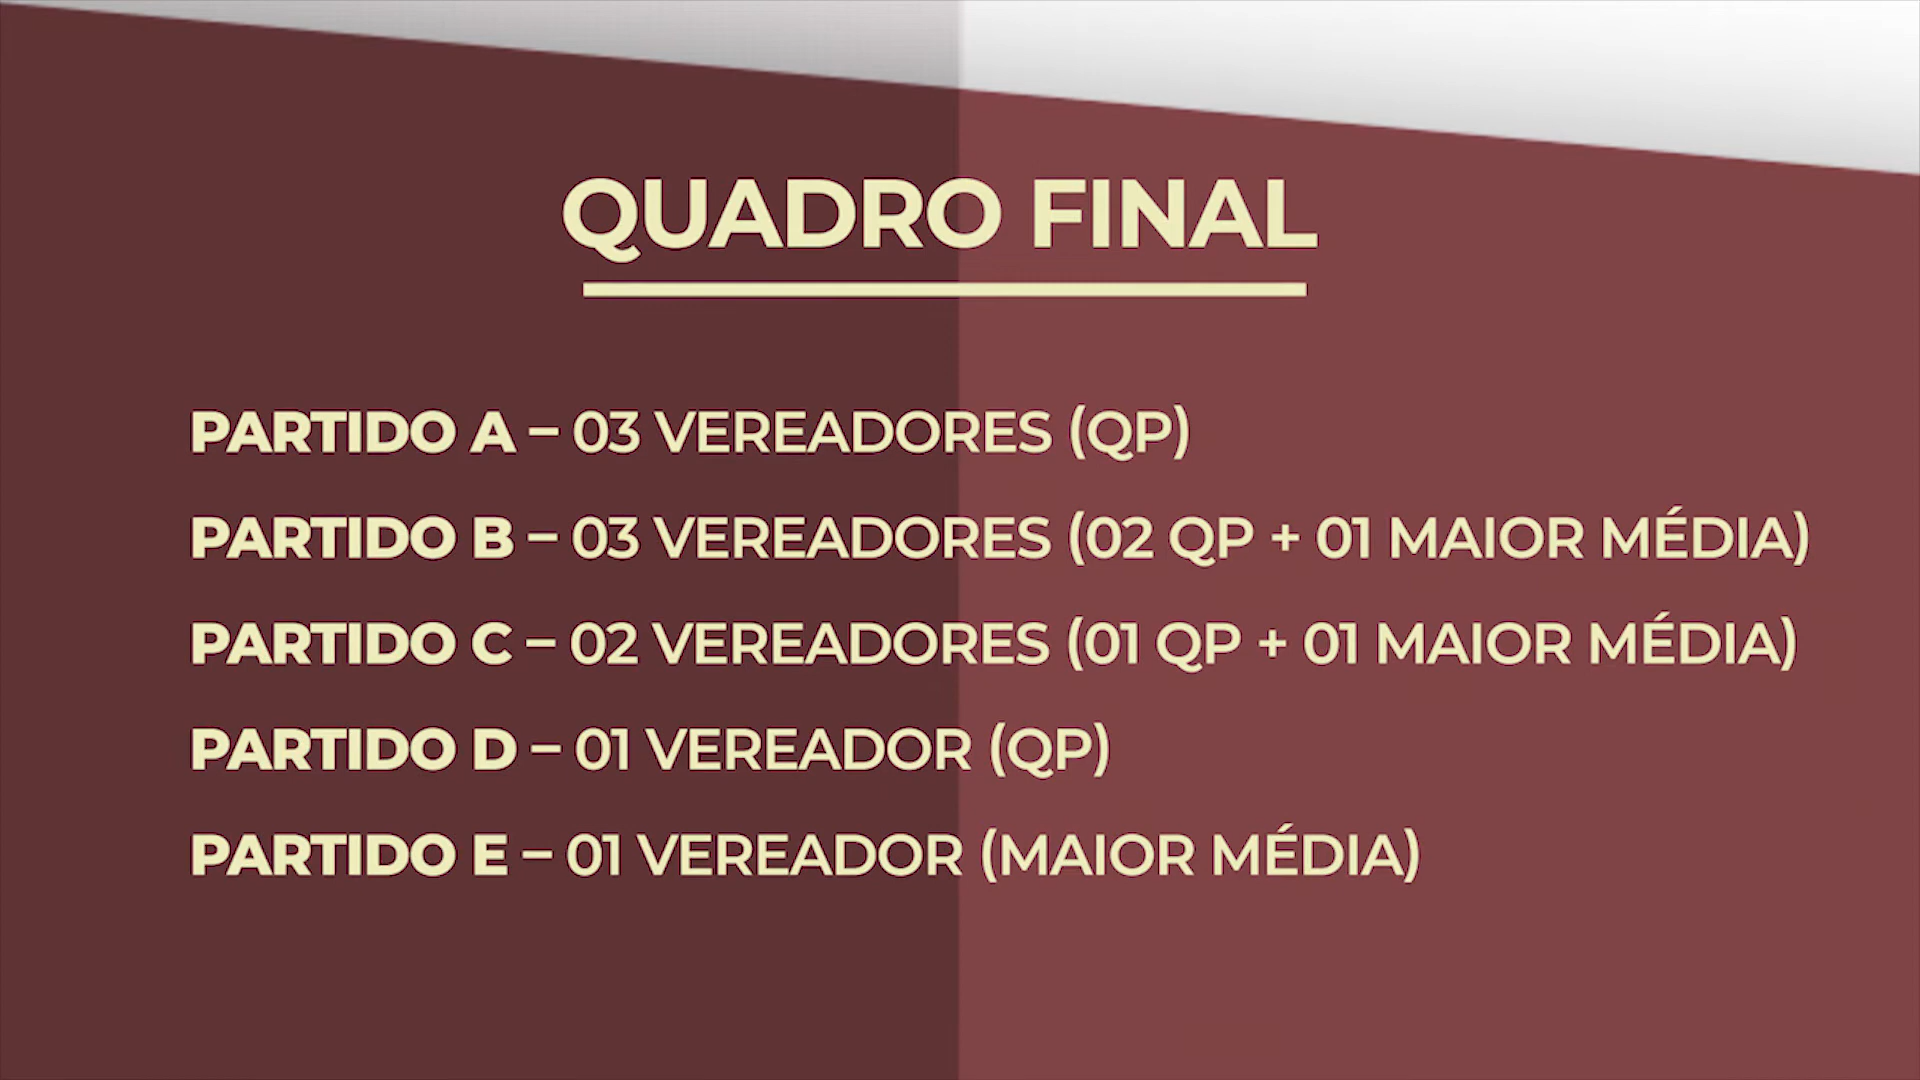 QUADRO FINAL
PARTIDO A – 03 VEREADORES (QP)
PARTIDO B – 03 VEREADORES (02 QP + 01 MAIOR MÉDIA)
PARTIDO C – 02 VEREADORES (01 QP + 01 MAIOR MÉDIA)
PARTIDO D – 01 VEREADOR (QP)
PARTIDO E – 01 VEREADOR (MAIOR MÉDIA)